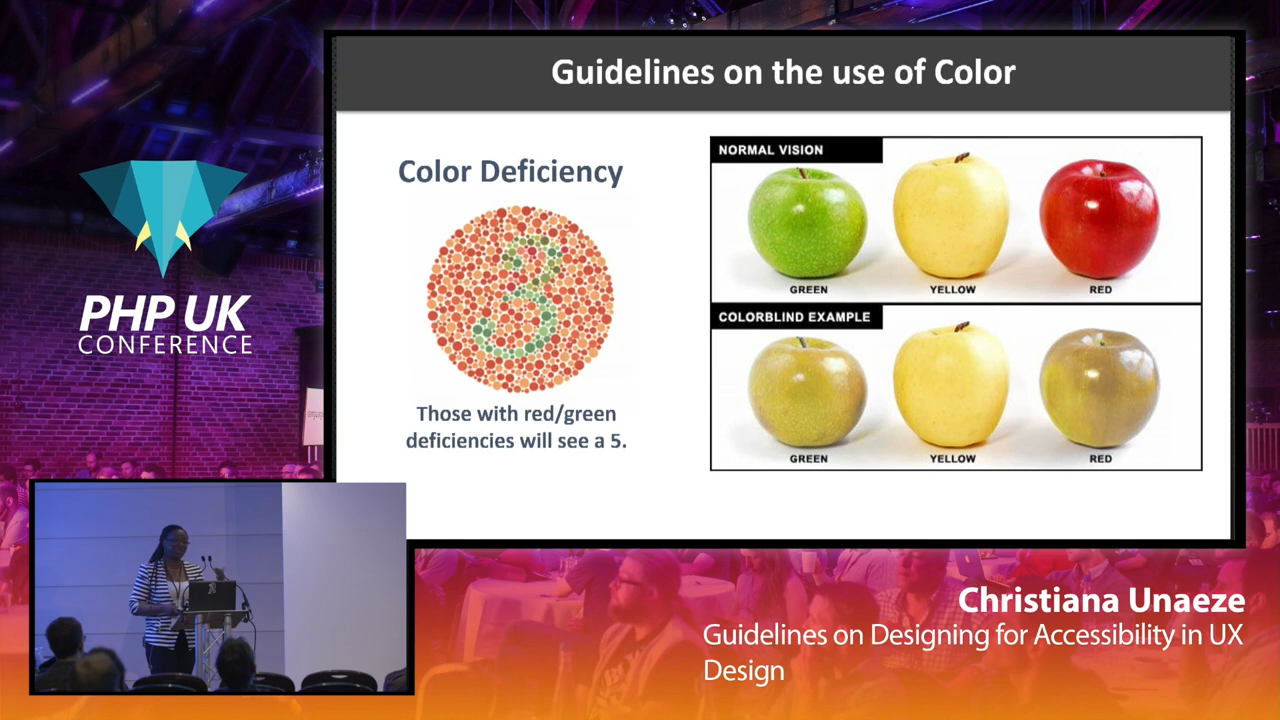 Guidelines on the use of Color
Color Deficiency
3
Those with red/green
deficiencies will see a 5.
NORMAL VISION
GREEN YELLOW RED
COLORBLIND EXAMPLE
GREEN YELLOW RED
PHP UK
CONFERENCE
Christiana Unaeze
Guidelines on Designing for Accessibility in UX
Design